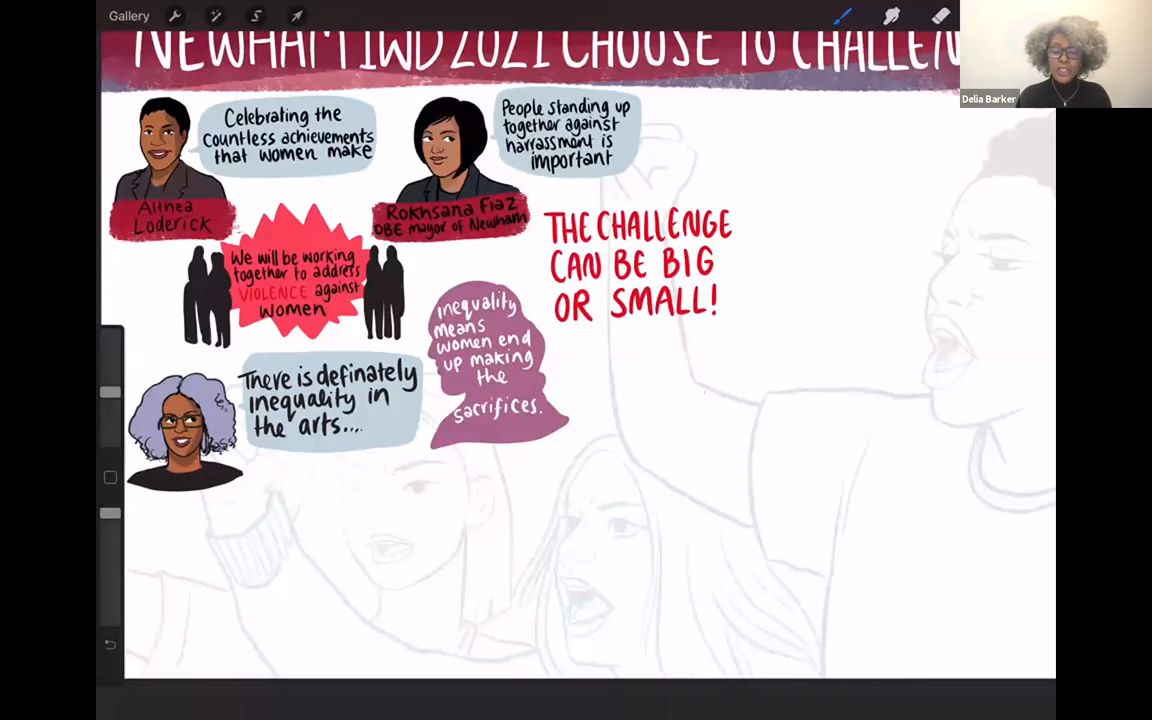 Gallery
NEWHAM IWD 2021 CHOOSE TO CHALLEN
Delia Barker
Celebrating the
countless achievements
that women make
Althea
Loderick
People standing up
together against
harrassment is
important
Rokhsana Fiaz
OBE mayor of Newham
We will be working
together to address
VIOLENCE against
women
THE CHALLENGE
CAN BE BIG
OR SMALL!
inequality
means
women end
up making
the
sacrifices.
There is definately
inequality in
the arts...